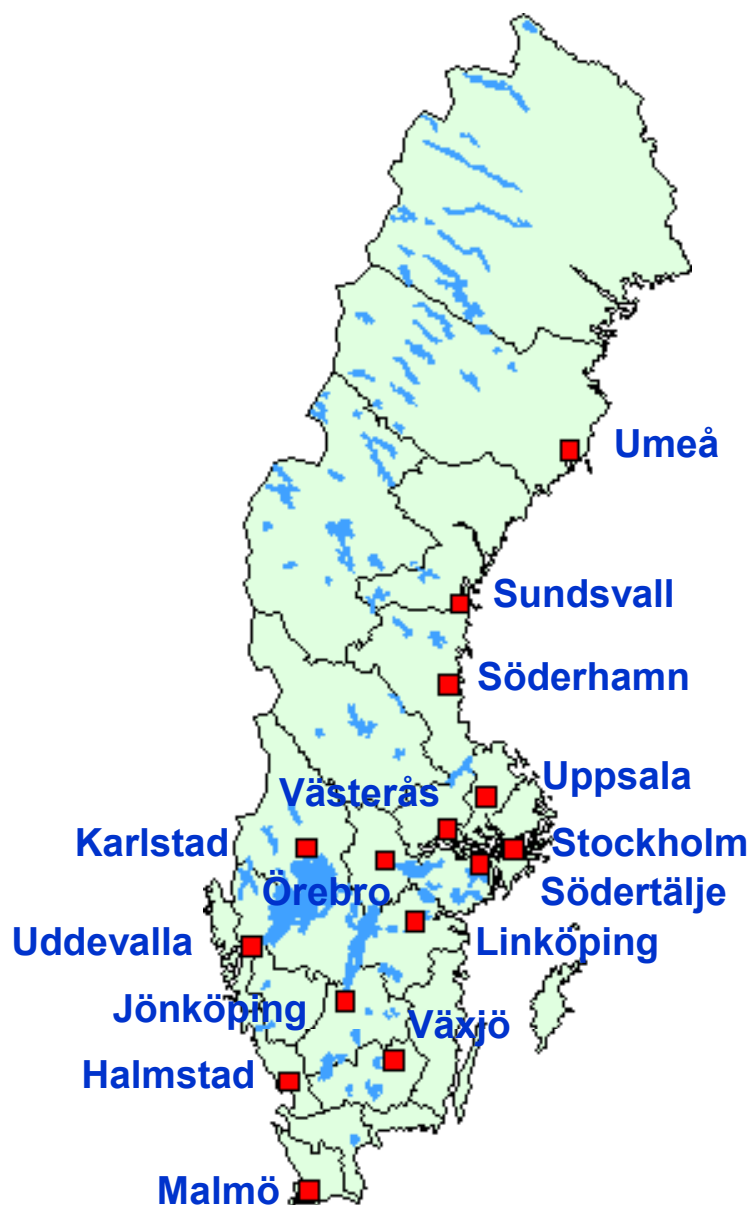 Umeå
Sundsvall
Söderhamn
Uppsala
Västerås
Karlstad
Stockholm
Örebro
Södertälje
Uddevalla
Linköping
Jönköping
Växjö
Halmstad
Malmö